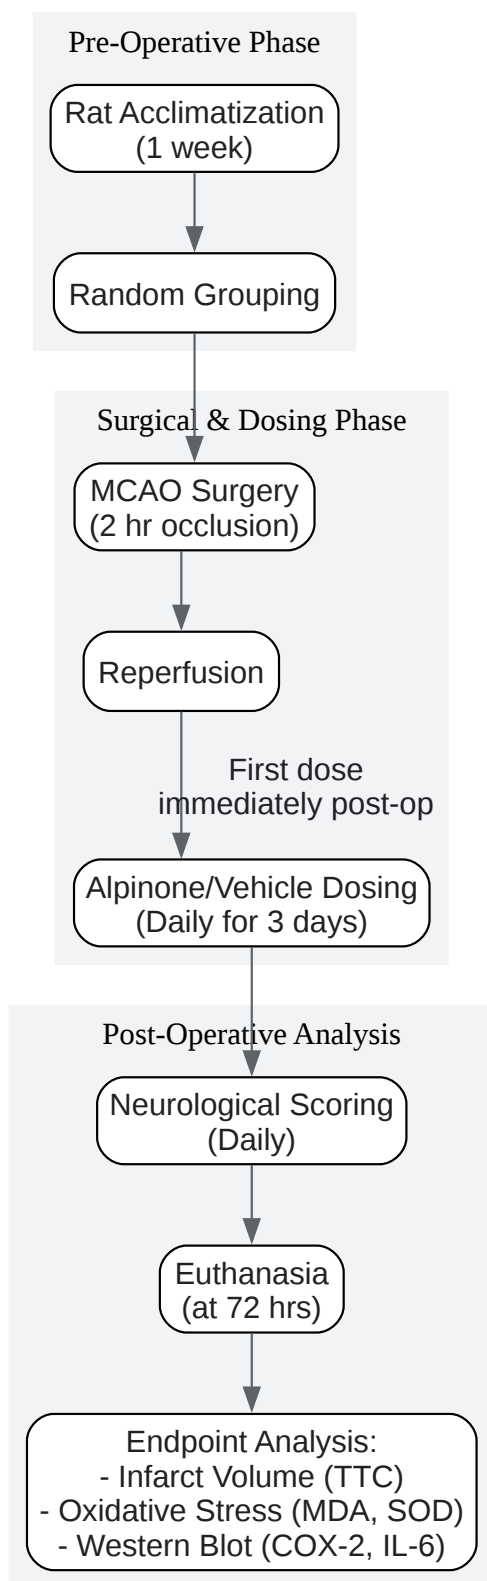 Pre-Operative Phase
Rat Acclimatization
(1 week)
Random Grouping
Surgical & Dosing Phase
MCAO Surgery
(2 hr occlusion)
Reperfusion
First dose
immediately post-op
Alpinone/Vehicle Dosing
(Daily for 3 days)
Post-Operative Analysis
Neurological Scoring
(Daily)
Euthanasia
(at 72 hrs)
Endpoint Analysis:
- Infarct Volume (TTC)
- Oxidative Stress (MDA, SOD)
- Western Blot (COX-2, IL-6)